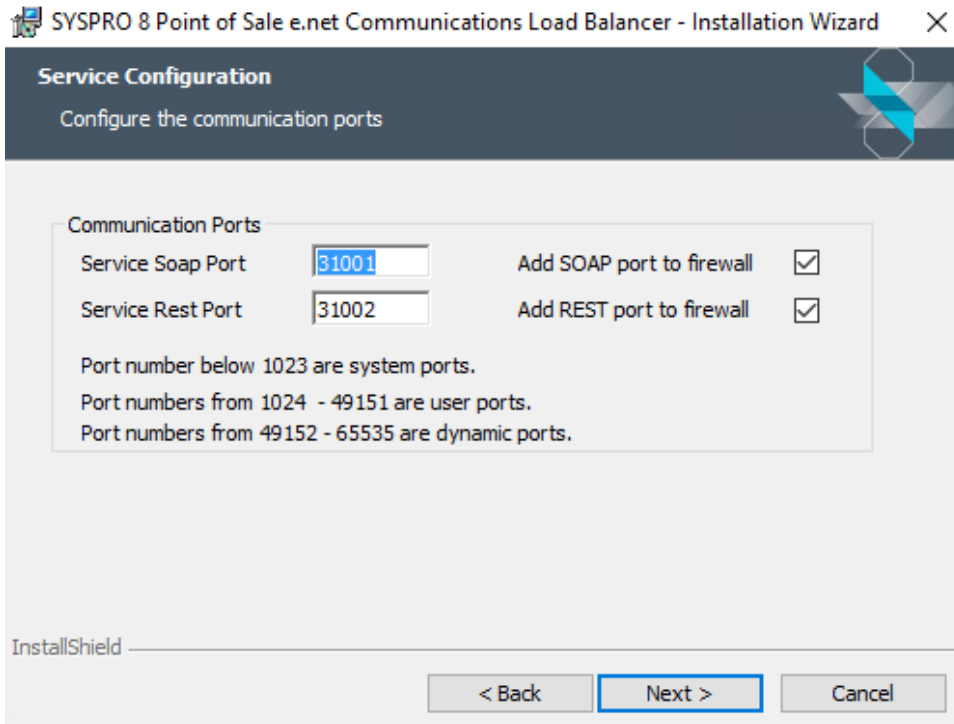 SYSPRO 8 Point of Sale e.net Communications Load Balancer - Installation Wizard
Service Configuration
Configure the communication ports
Communication Ports
Service Soap Port 31001 Add SOAP port to firewall
Service Rest Port 31002 Add REST port to firewall
Port number below 1023 are system ports.
Port numbers from 1024 - 49151 are user ports.
Port numbers from 49152 - 65535 are dynamic ports.
InstallShield
< Back Next > Cancel